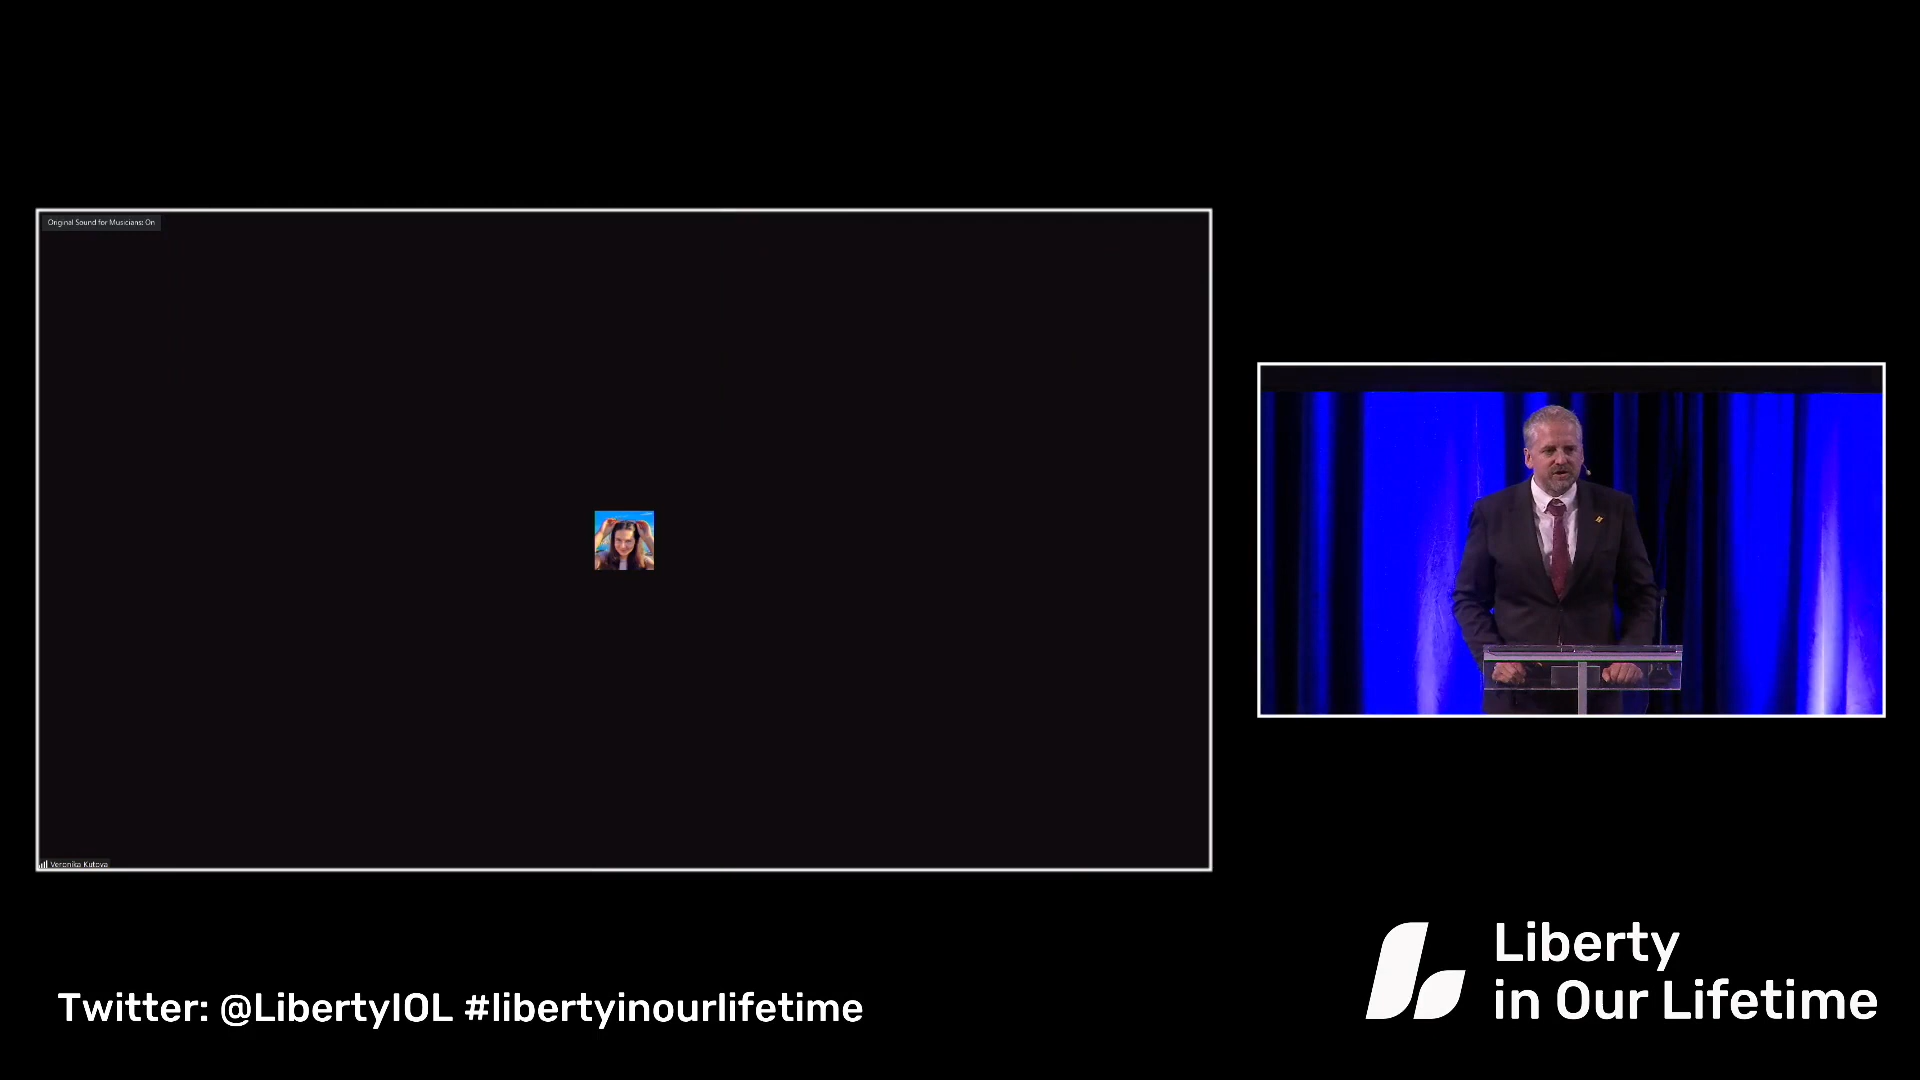 Original Sound for Musicians: On
Veronika Kutova
Twitter: @LibertyIOL #libertyinourlifetime
Liberty
in Our Lifetime